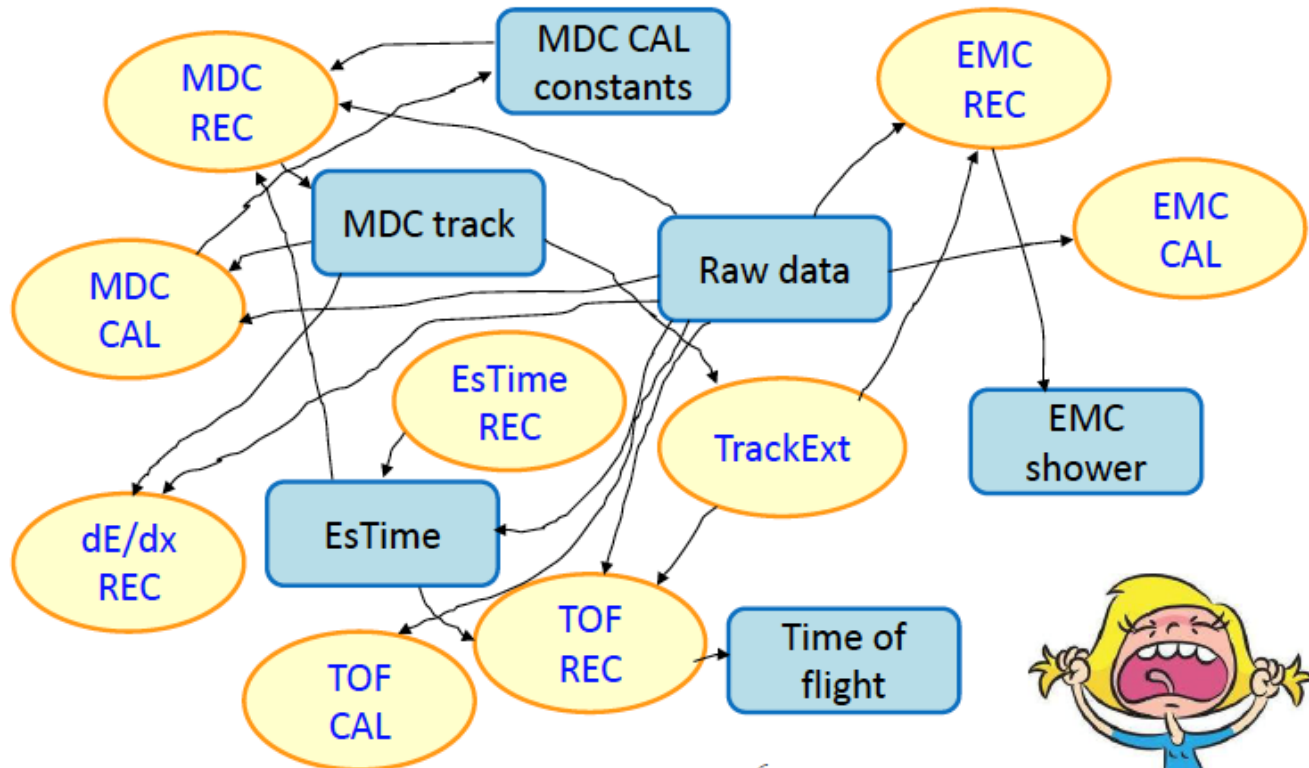 MDC CAL
constants
MDC
REC
EMC
REC
MDC track
EMC
CAL
Raw data
MDC
CAL
EsTime
REC
TrackExt
EMC
shower
dE/dx
REC
EsTime
TOF
REC
Time of
flight
TOF
CAL